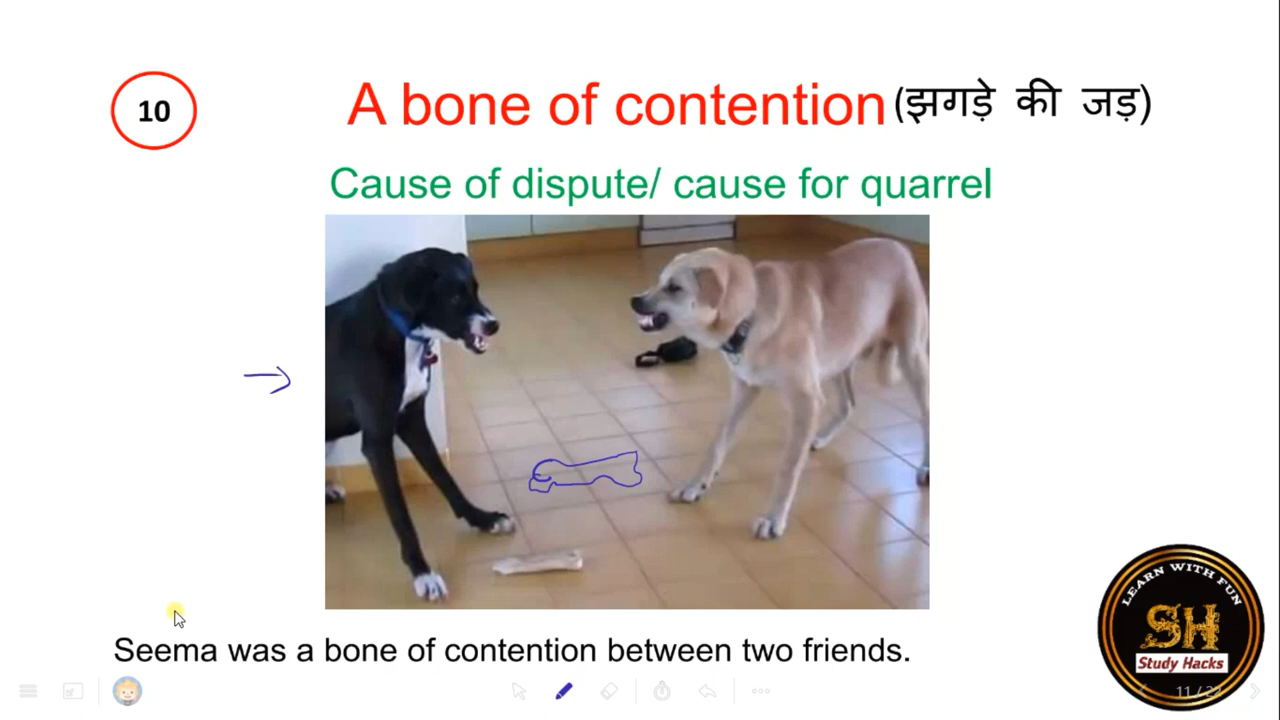 10
A bone of contention (झगड़े की जड़)
Cause of dispute/ cause for quarrel
Seema was a bone of contention between two friends.
LEARN WITH FUN
SH
Study Hacks